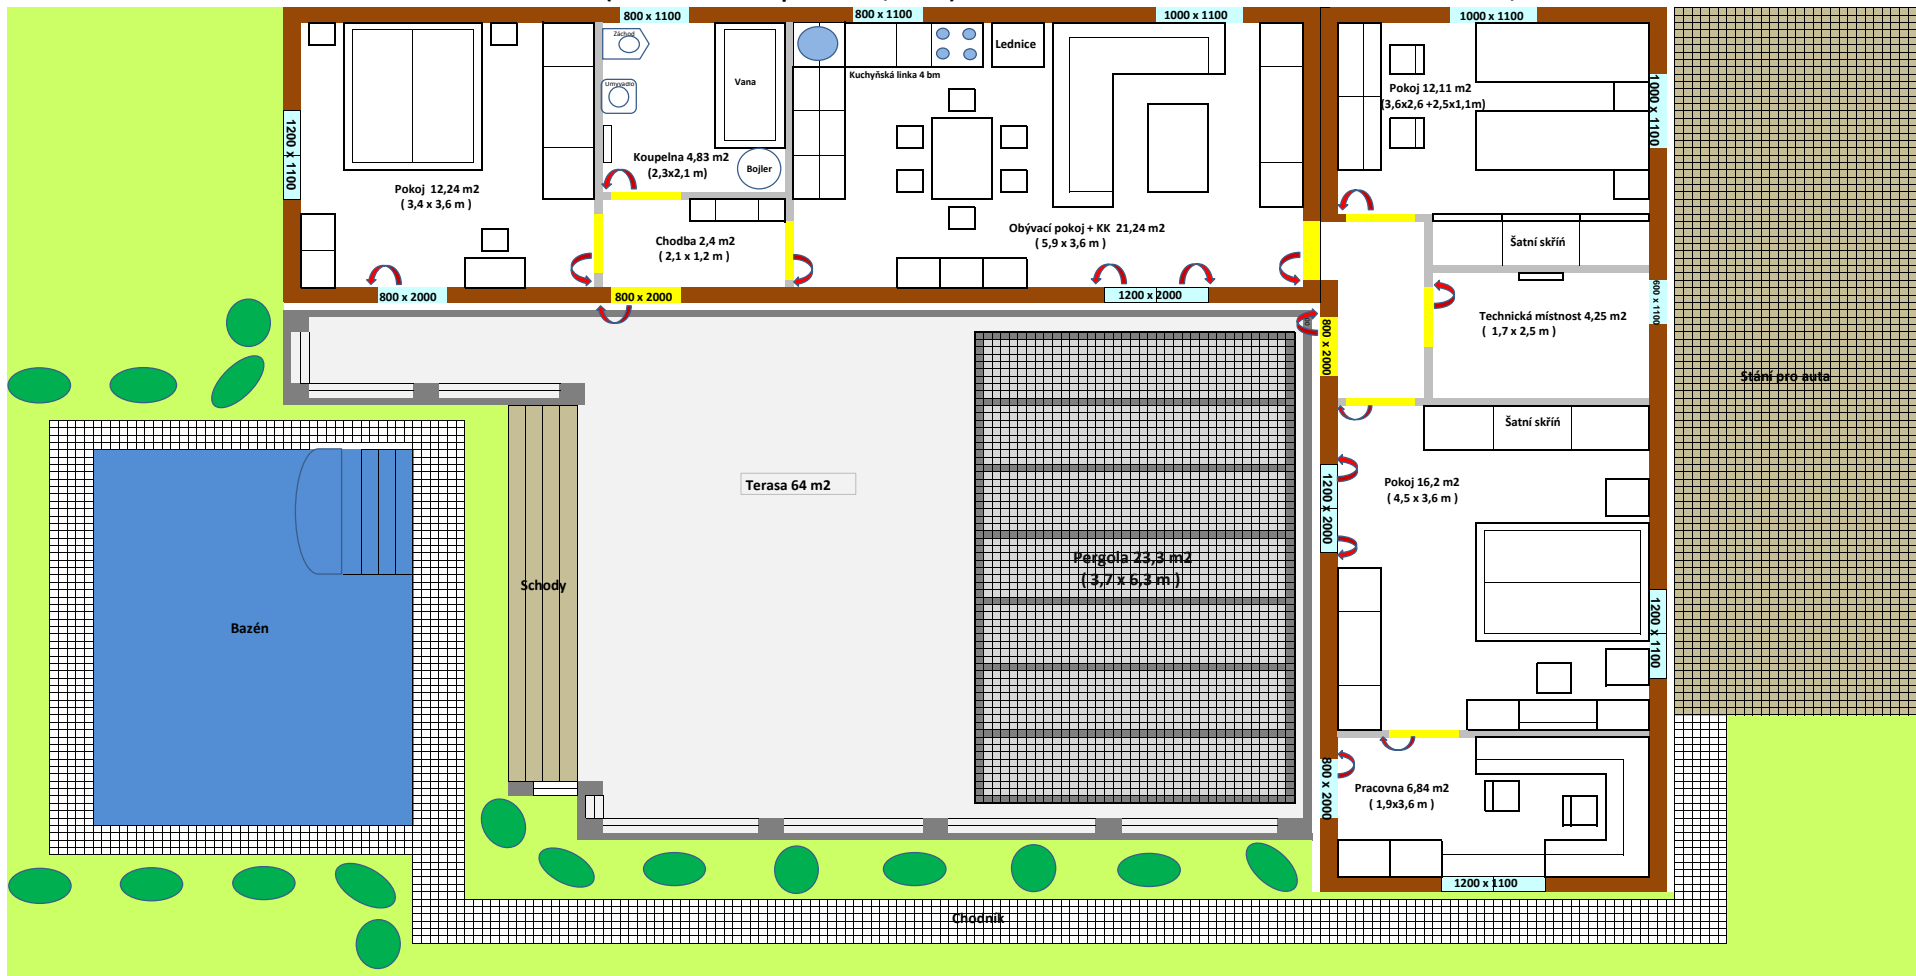 800 x 1100
800 x 1100
1000 x 1100
1000 x 1100
Záchod
Lednice
Vana
Umyvadlo
Kuchyňská linka 4 bm
Pokoj 12,11 m2
(3,6x2,6 +2,5x1,1m)
1000 x 1100
1200 x 1100
Koupelna 4,83 m2
(2,3x2,1 m)
Bojler
Pokoj 12,24 m2
( 3,4 x 3,6 m )
Chodba 2,4 m2
( 2,1 x 1,2 m )
Obývací pokoj + KK 21,24 m2
( 5,9 x 3,6 m )
Šatní skříň
800 x 2000
800 x 2000
1200 x 2000
600 x 1100
Technická místnost 4,25 m2
( 1,7 x 2,5 m )
800 x 2000
Stání pro auta
Šatní skříň
Terasa 64 m2
Pokoj 16,2 m2
( 4,5 x 3,6 m )
1200 x 2000
Pergola 23,3 m2
( 3,7 x 6,3 m )
Schody
Bazén
1200 x 1100
800 x 2000
Pracovna 6,84 m2
( 1,9x3,6 m )
1200 x 1100
Chodník